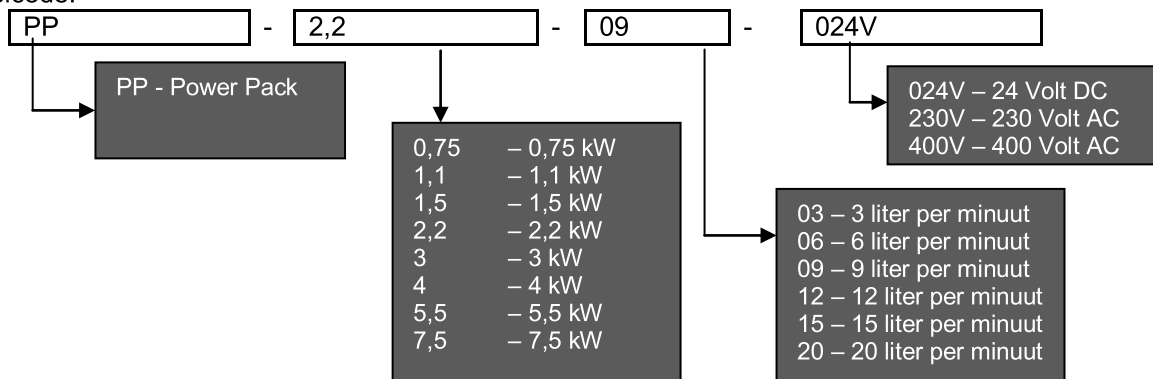 PP - 2,2 - 09 - 024V
PP - Power Pack
0,75 – 0,75 kW
1,1 – 1,1 kW
1,5 – 1,5 kW
2,2 – 2,2 kW
3 – 3 kW
4 – 4 kW
5,5 – 5,5 kW
7,5 – 7,5 kW
03 – 3 liter per minuut
06 – 6 liter per minuut
09 – 9 liter per minuut
12 – 12 liter per minuut
15 – 15 liter per minuut
20 – 20 liter per minuut
024V – 24 Volt DC
230V – 230 Volt AC
400V – 400 Volt AC